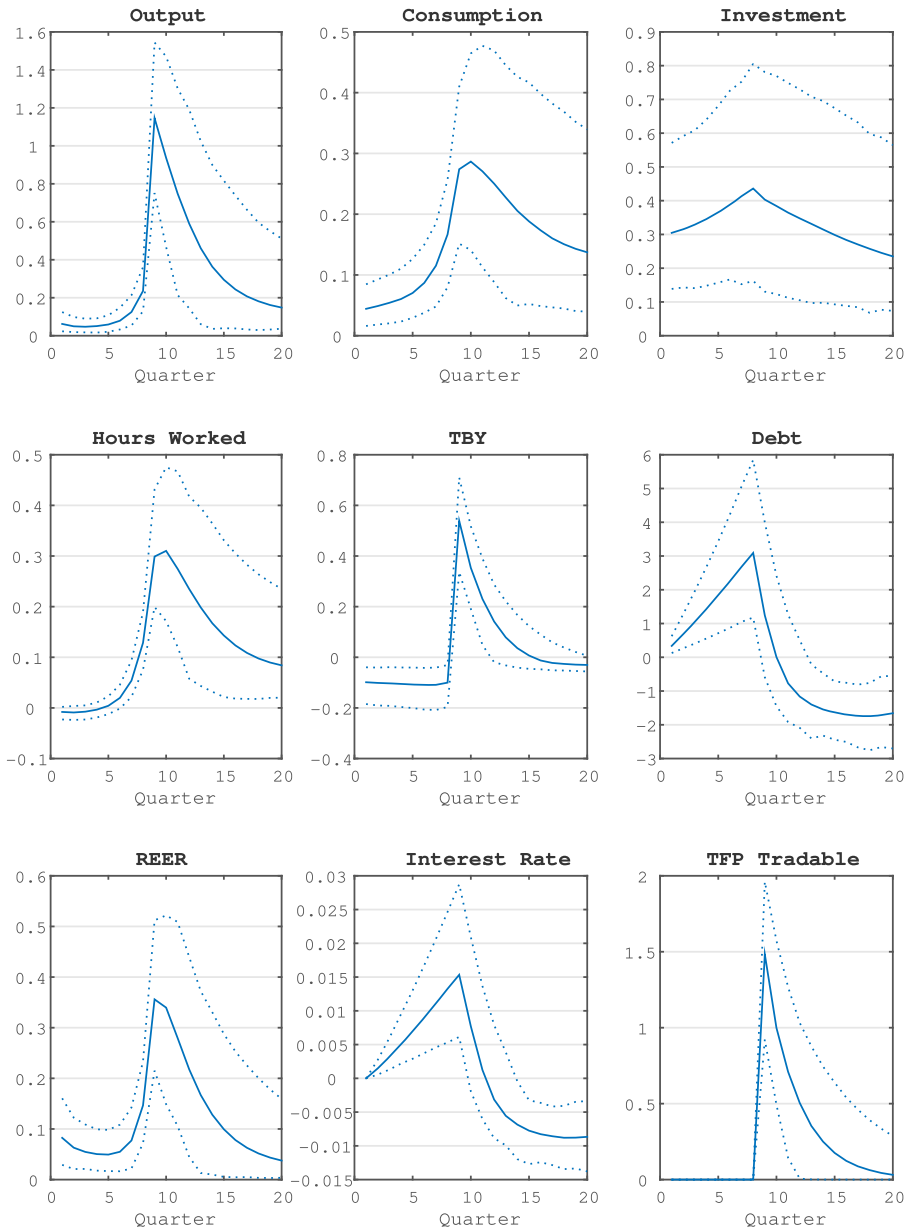 Output Consumption Investment
1.6 0.5 0.9
1.4 0.8
1.2 0.4 0.7
1 0.6
0.8 0.3 0.5
0.6 0.2 0.4
0.4 0.3
0.2 0.1 0.2
0.1
0 0 0
0 5 10 15 20 0 5 10 15 20 0 5 10 15 20
Quarter Quarter Quarter
Hours Worked TBY Debt
0.5 0.8 6
0.4 0.6 5
4
0.3 0.4 3
0.2 0.2 2
1
0.1 0 0
0 -0.2 -1
-2
-0.1 -0.4 -3
0 5 10 15 20 0 5 10 15 20 0 5 10 15 20
Quarter Quarter Quarter
REER Interest Rate TFP Tradable
0.6 0.03 2
0.5 0.025
0.02 1.5
0.4 0.015
0.3 0.01 1
0.005
0.2 0
-0.005 0.5
0.1 -0.01
0 -0.015 0
0 5 10 15 20 0 5 10 15 20 0 5 10 15 20
Quarter Quarter Quarter